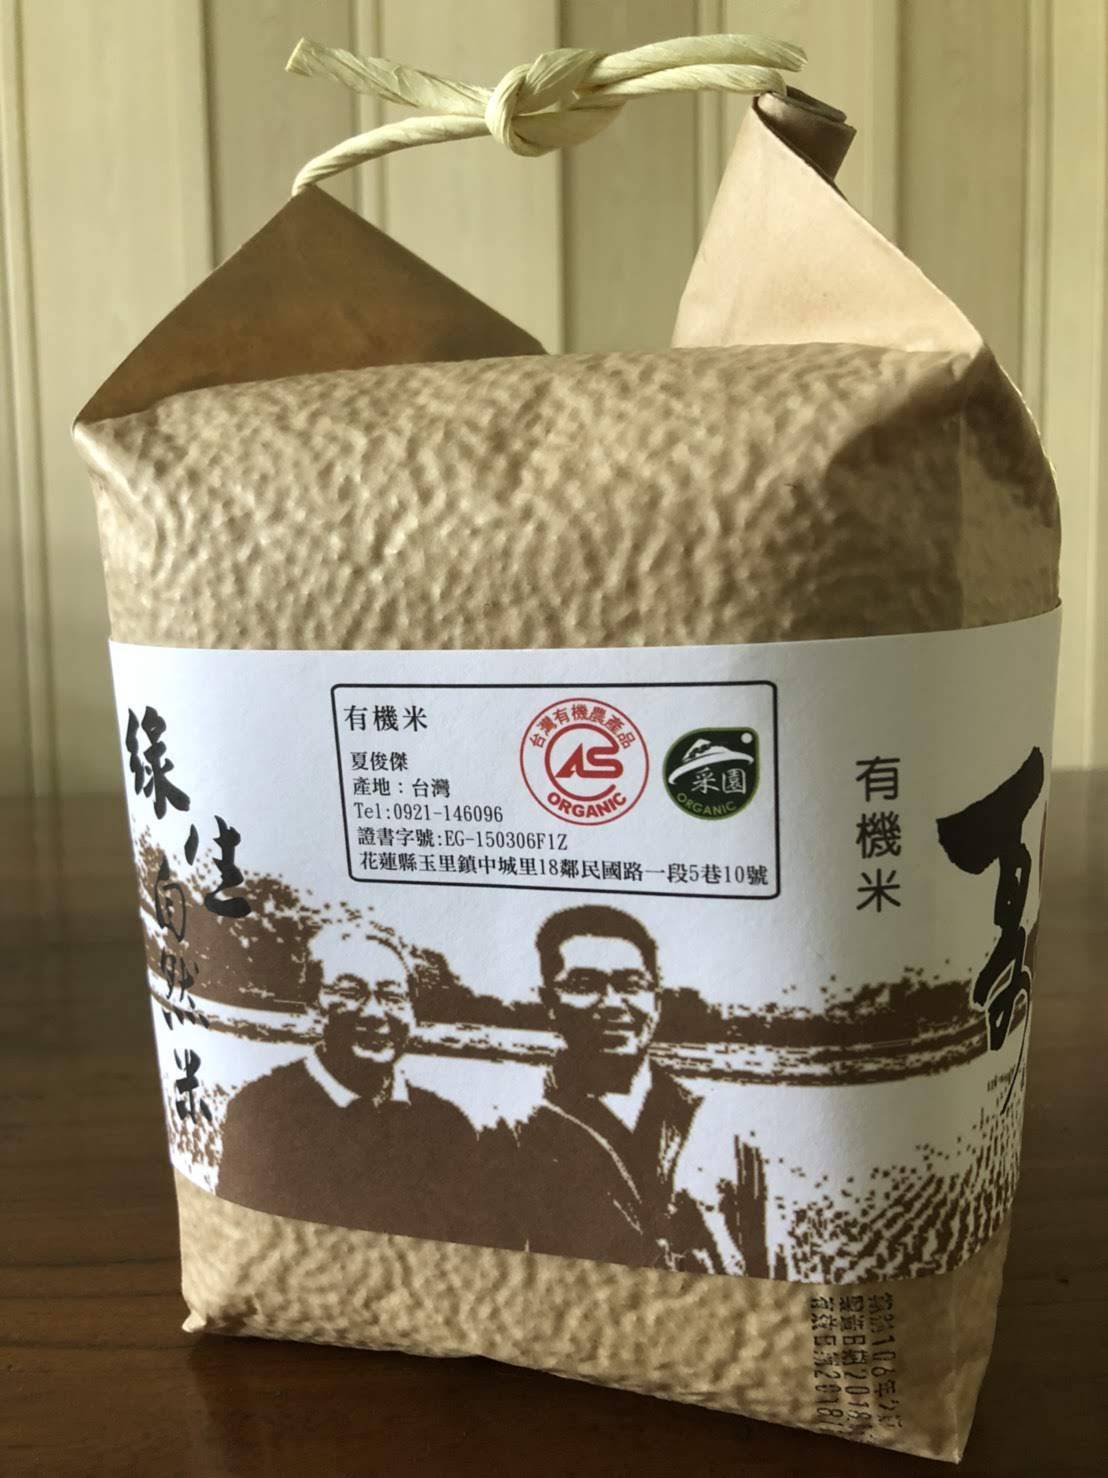 綠生自然米
有機米
夏俊傑
產地：台灣
Tel:0921-146096
證書字號:EG-150306F1Z
花蓮縣玉里鎮中城里18鄰民國路一段5巷10號
台灣有機農產品
CAS
ORGANIC
采園
ORGANIC
有機米
夏